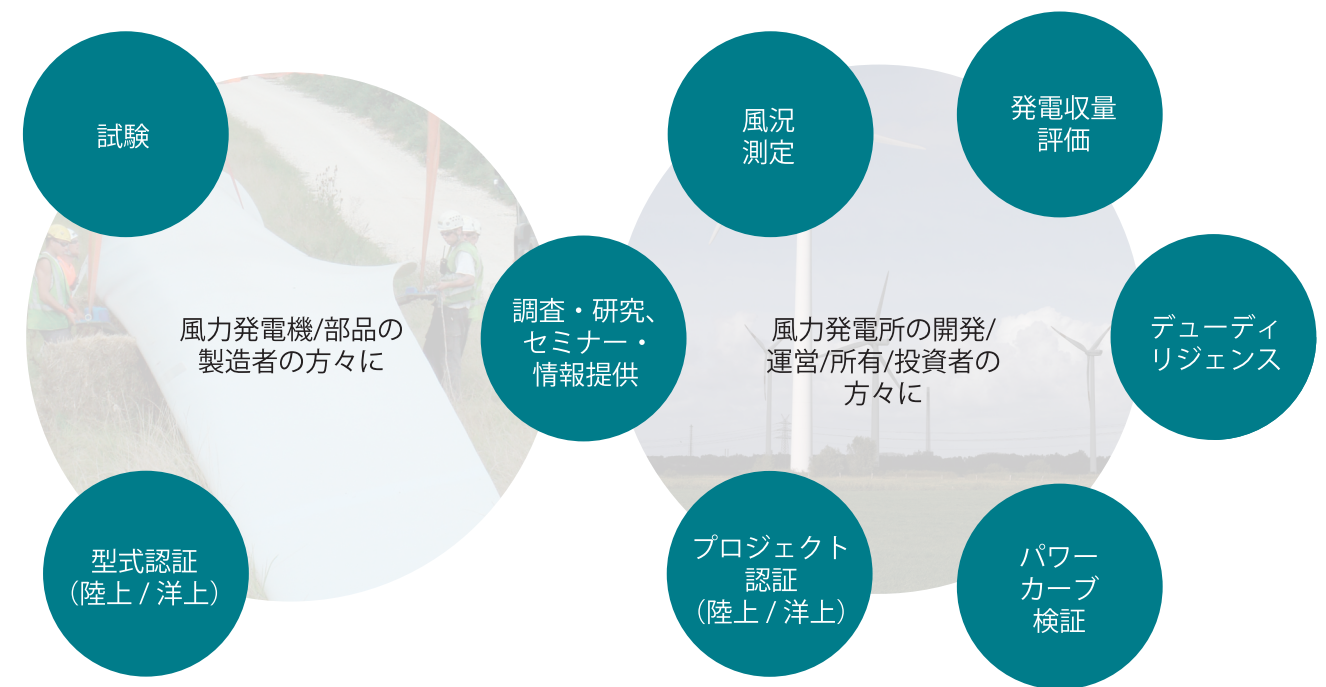 試験
風力発電機/部品の
製造者の方々に
型式認証
（陸上 / 洋上）
調査・研究、
セミナー・
情報提供
風況
測定
発電収量
評価
風力発電所の開発/
運営/所有/投資者の
方々に
デューディ
リジェンス
プロジェクト
認証
（陸上 / 洋上）
パワー
カーブ
検証